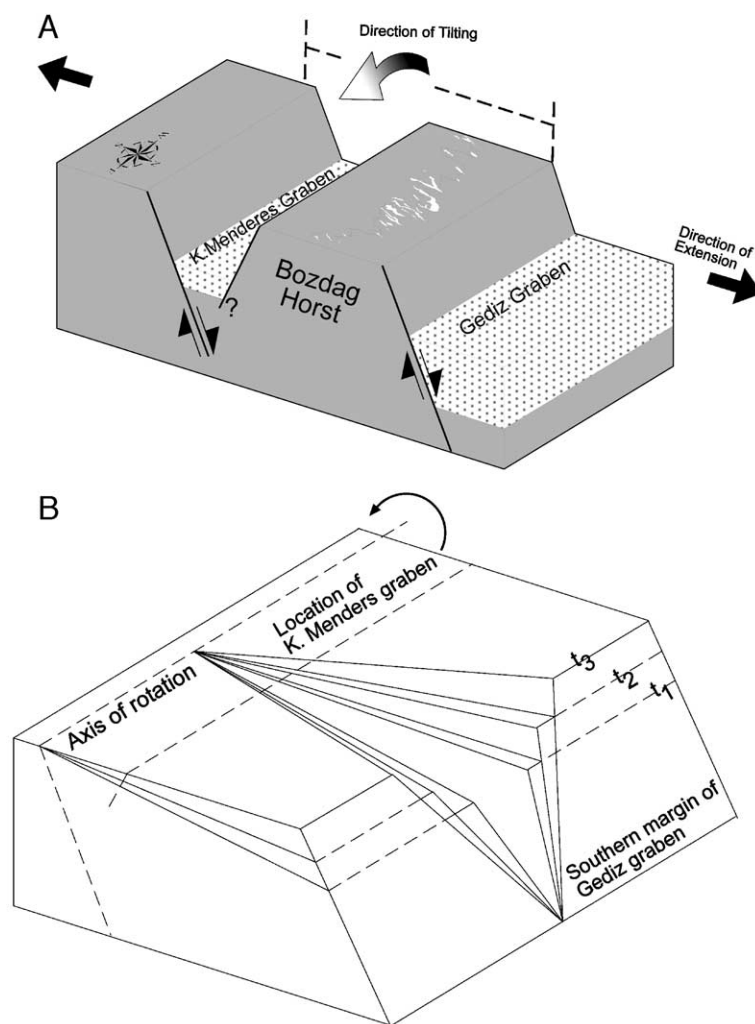 A
Direction of Tilting
K.Menderes Graben
Bozdag
Horst
Gediz Graben
Direction of
Extension
?
B
Location of
K. Menders graben
Axis of rotation
t3
t2
t1
Southern margin of
Gediz graben